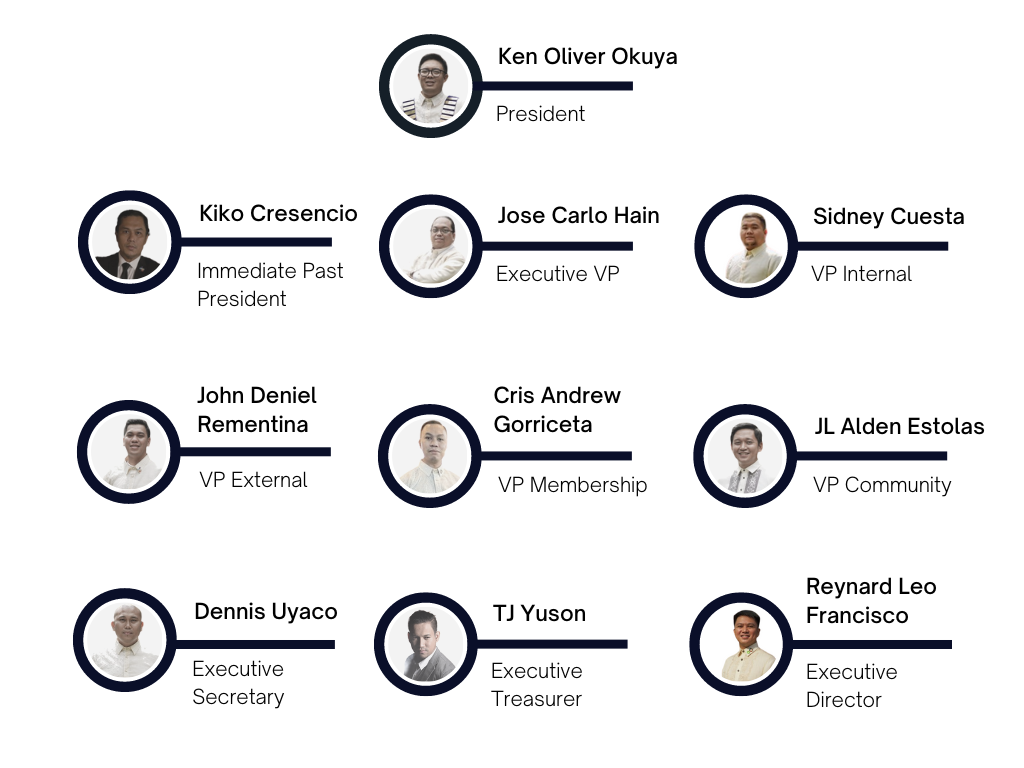 Ken Oliver Okuya
President
Kiko Cresencio
Immediate Past
President
Jose Carlo Hain
Executive VP
Sidney Cuesta
VP Internal
John Deniel
Rementina
VP External
Cris Andrew
Gorriceta
VP Membership
JL Alden Estolas
VP Community
Dennis Uyaco
Executive
Secretary
TJ Yuson
Executive
Treasurer
Reynard Leo
Francisco
Executive
Director